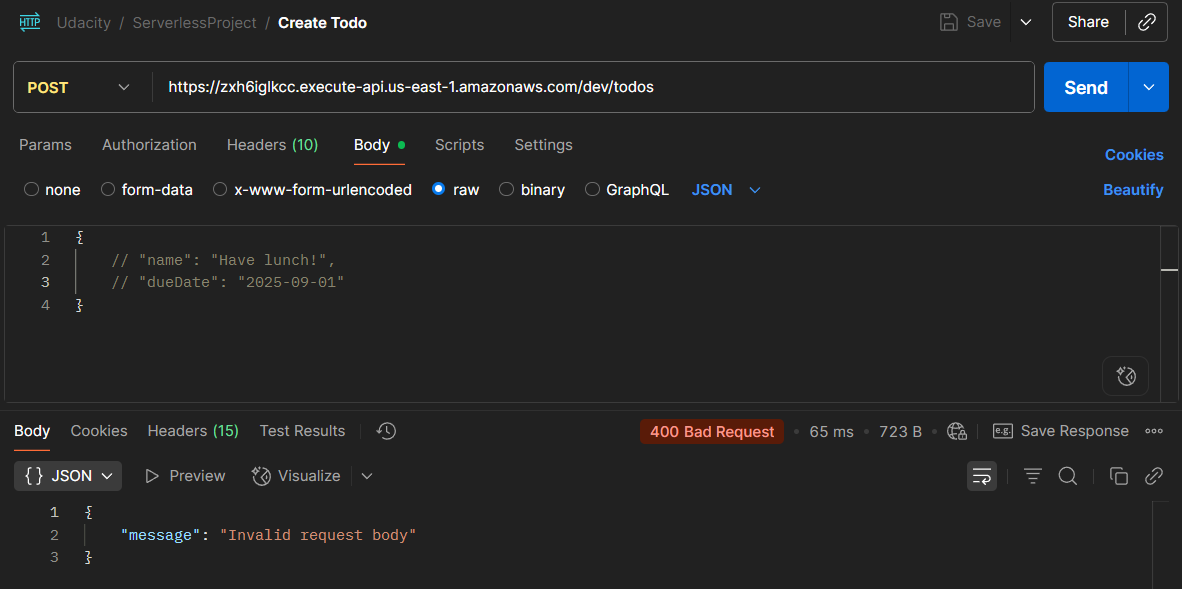 HTTP Udacity / ServerlessProject / Create Todo Save Share
POST https://zxh6iglkcc.execute-api.us-east-1.amazonaws.com/dev/todos Send
Params Authorization Headers (10) Body Scripts Settings Cookies
none form-data x-www-form-urlencoded raw binary GraphQL JSON Beautify
1 {
2 // "name": "Have lunch!",
3 // "dueDate": "2025-09-01"
4 }
Body Cookies Headers (15) Test Results 400 Bad Request • 65 ms • 723 B • e.g. Save Response
{} JSON Preview Visualize
1 {
2 "message": "Invalid request body"
3 }